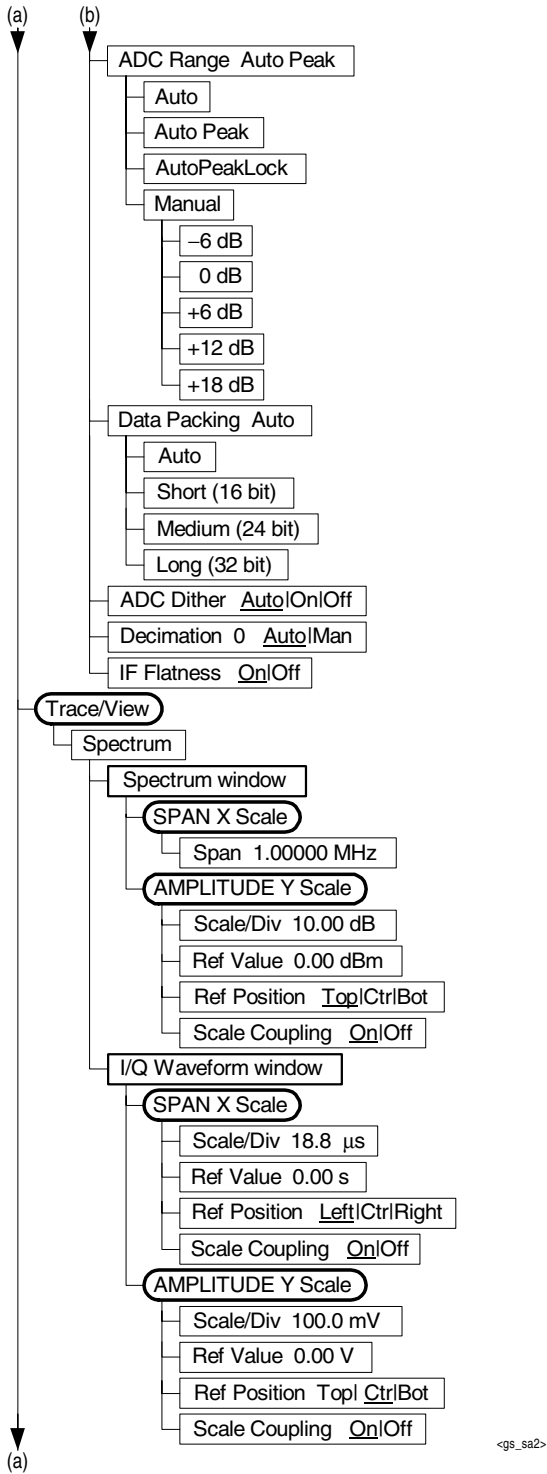 (a) (b)
ADC Range Auto Peak
Auto
Auto Peak
AutoPeakLock
Manual
–6 dB
0 dB
+6 dB
+12 dB
+18 dB
Data Packing Auto
Auto
Short (16 bit)
Medium (24 bit)
Long (32 bit)
ADC Dither Auto|On|Off
Decimation 0 Auto|Man
IF Flatness On|Off
Trace/View
Spectrum
Spectrum window
SPAN X Scale
Span 1.00000 MHz
AMPLITUDE Y Scale
Scale/Div 10.00 dB
Ref Value 0.00 dBm
Ref Position Top|Ctr|Bot
Scale Coupling On|Off
I/Q Waveform window
SPAN X Scale
Scale/Div 18.8 μs
Ref Value 0.00 s
Ref Position Left|Ctr|Right
Scale Coupling On|Off
AMPLITUDE Y Scale
Scale/Div 100.0 mV
Ref Value 0.00 V
Ref Position Top| Ctr|Bot
Scale Coupling On|Off
<gs_sa2>
(a)